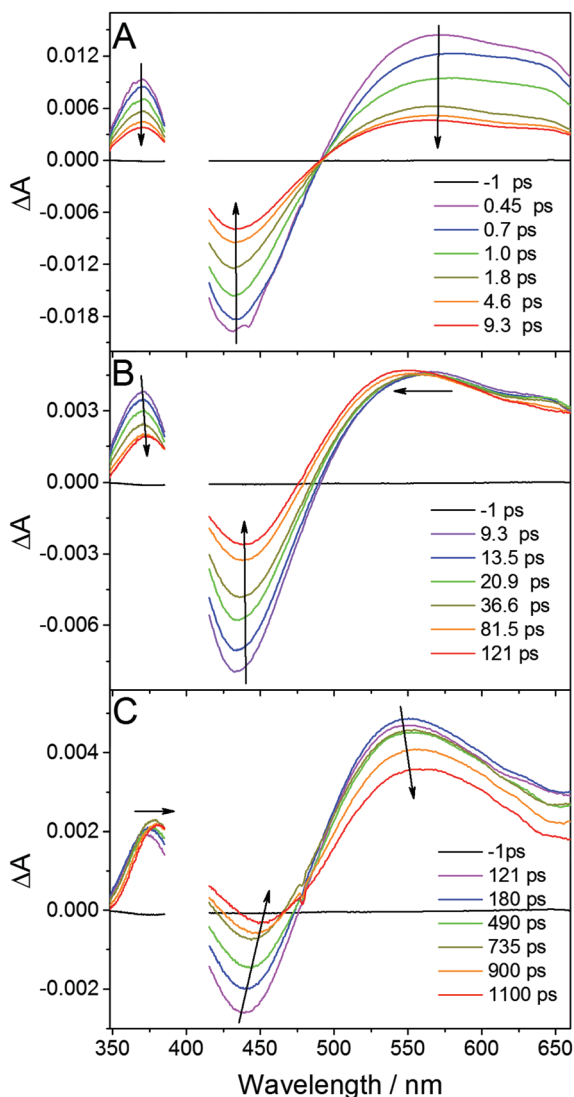 A
0.012
0.006
0.000
-0.006
-0.012
-0.018
ΔA
-1 ps
0.45 ps
0.7 ps
1.0 ps
1.8 ps
4.6 ps
9.3 ps
B
0.003
0.000
-0.003
-0.006
ΔA
-1 ps
9.3 ps
13.5 ps
20.9 ps
36.6 ps
81.5 ps
121 ps
C
0.004
0.002
0.000
-0.002
ΔA
-1ps
121 ps
180 ps
490 ps
735 ps
900 ps
1100 ps
350 400 450 500 550 600 650
Wavelength / nm